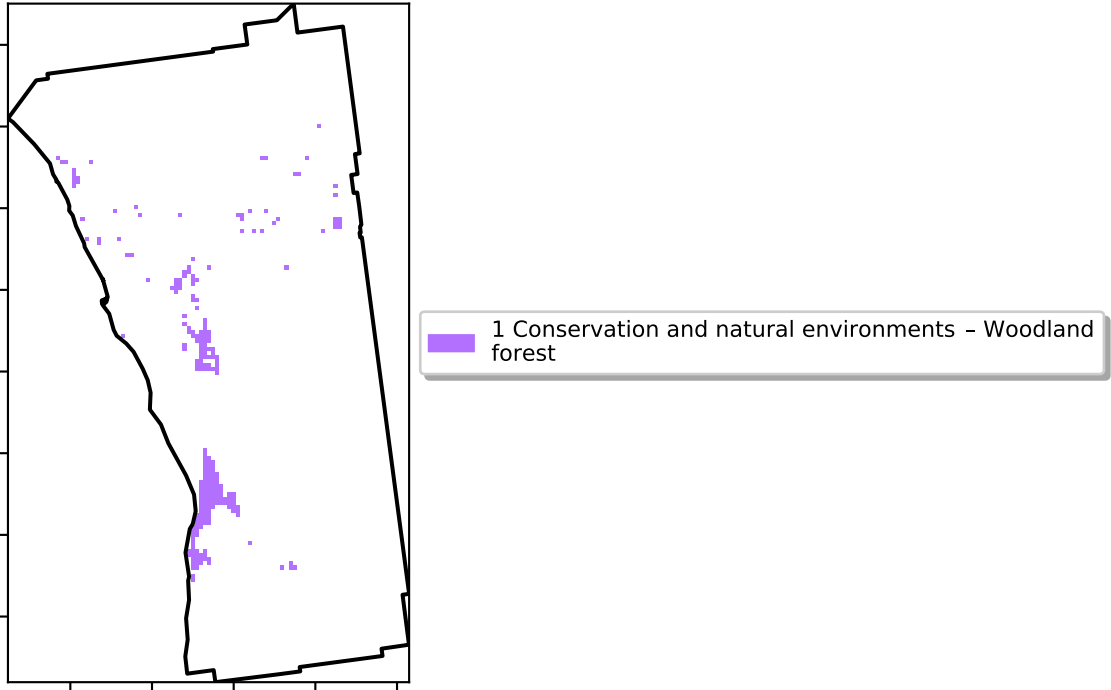 1 Conservation and natural environments – Woodland
forest